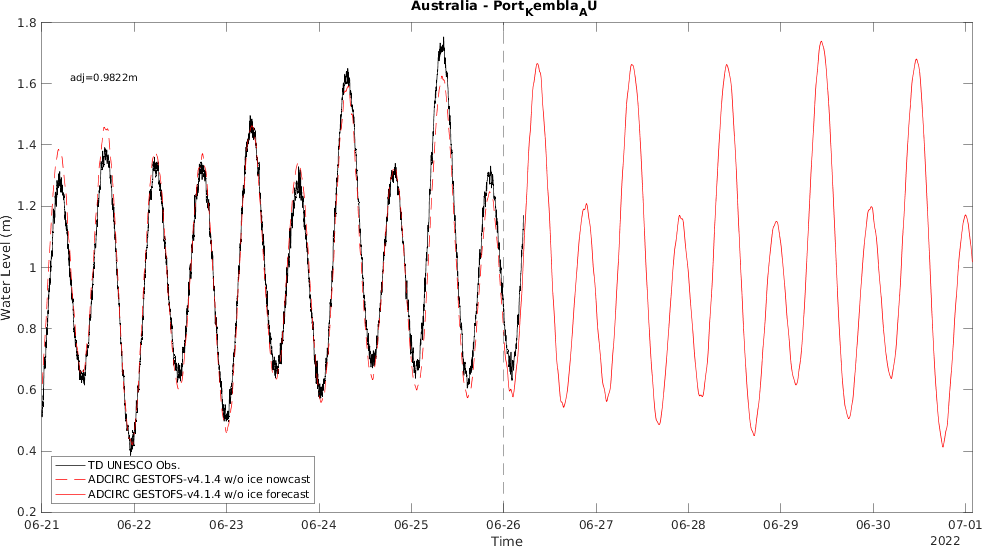 Australia - PortKemblaAU
1.8
1.6
1.4
1.2
1
0.8
0.6
0.4
0.2
Water Level (m)
adj=0.9822m
TD UNESCO Obs.
ADCIRC GESTOFS-v4.1.4 w/o ice nowcast
ADCIRC GESTOFS-v4.1.4 w/o ice forecast
06-21 06-22 06-23 06-24 06-25 06-26 06-27 06-28 06-29 06-30 07-01
Time
2022